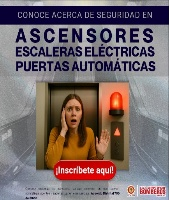 CONOCE ACERCA DE SEGURIDAD EN
ASCENSORES
ESCALERAS ELÉCTRICAS
PUERTAS AUTOMÁTICAS
¡Inscríbete aquí!